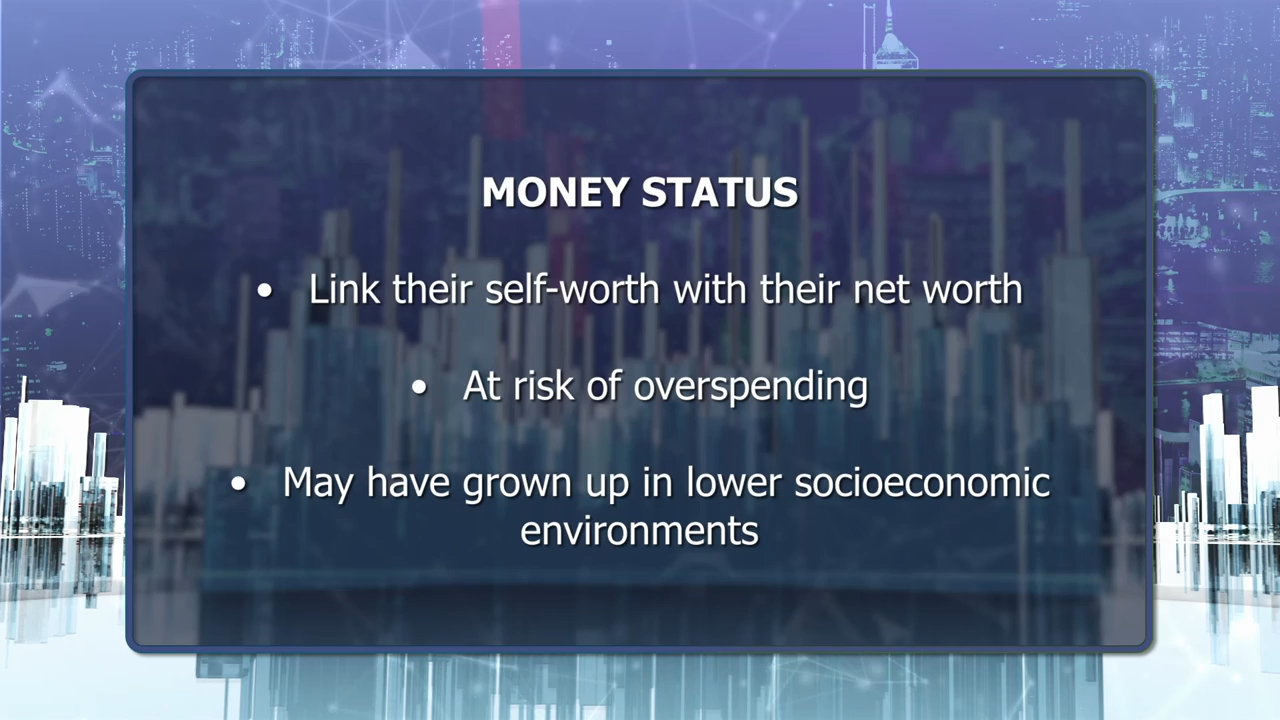 MONEY STATUS
• Link their self-worth with their net worth
• At risk of overspending
• May have grown up in lower socioeconomic
environments